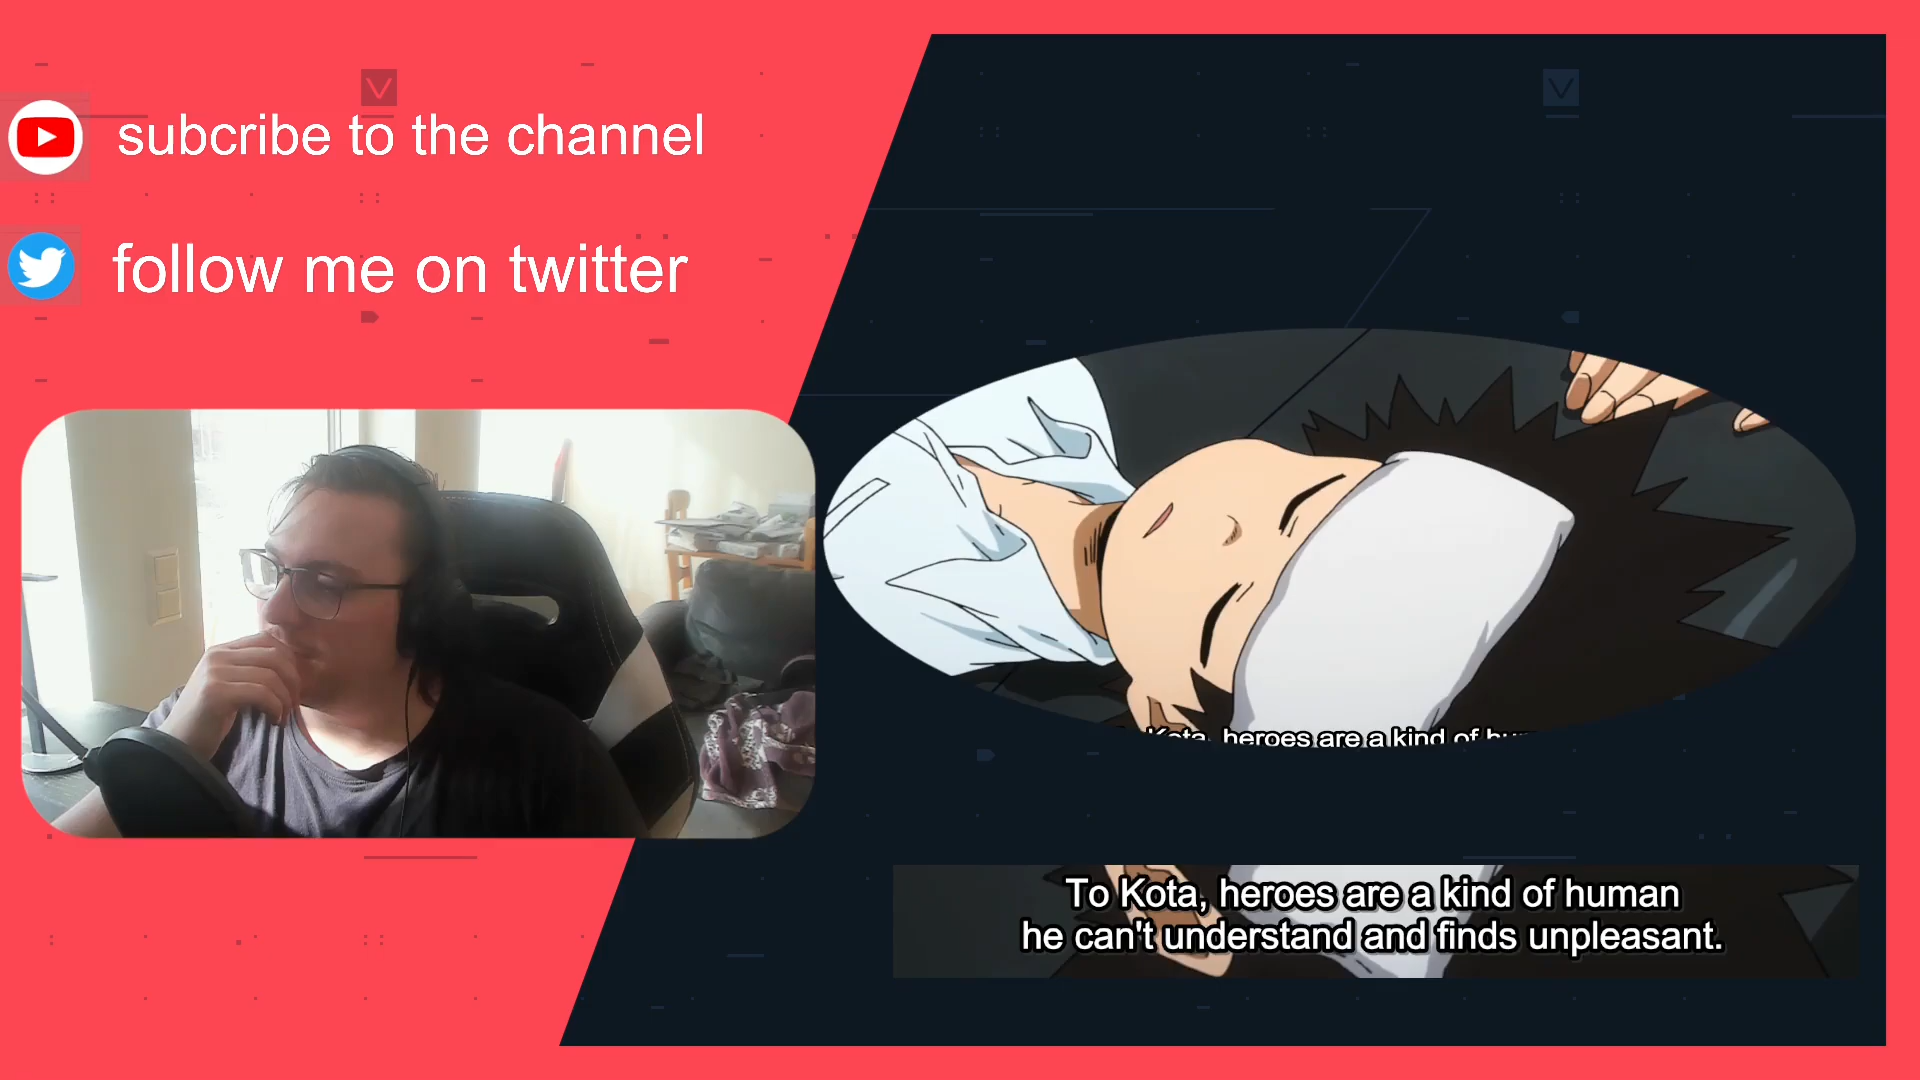 subcribe to the channel
follow me on twitter
Kota, heroes are a kind of
To Kota, heroes are a kind of human
he can't understand and finds unpleasant.